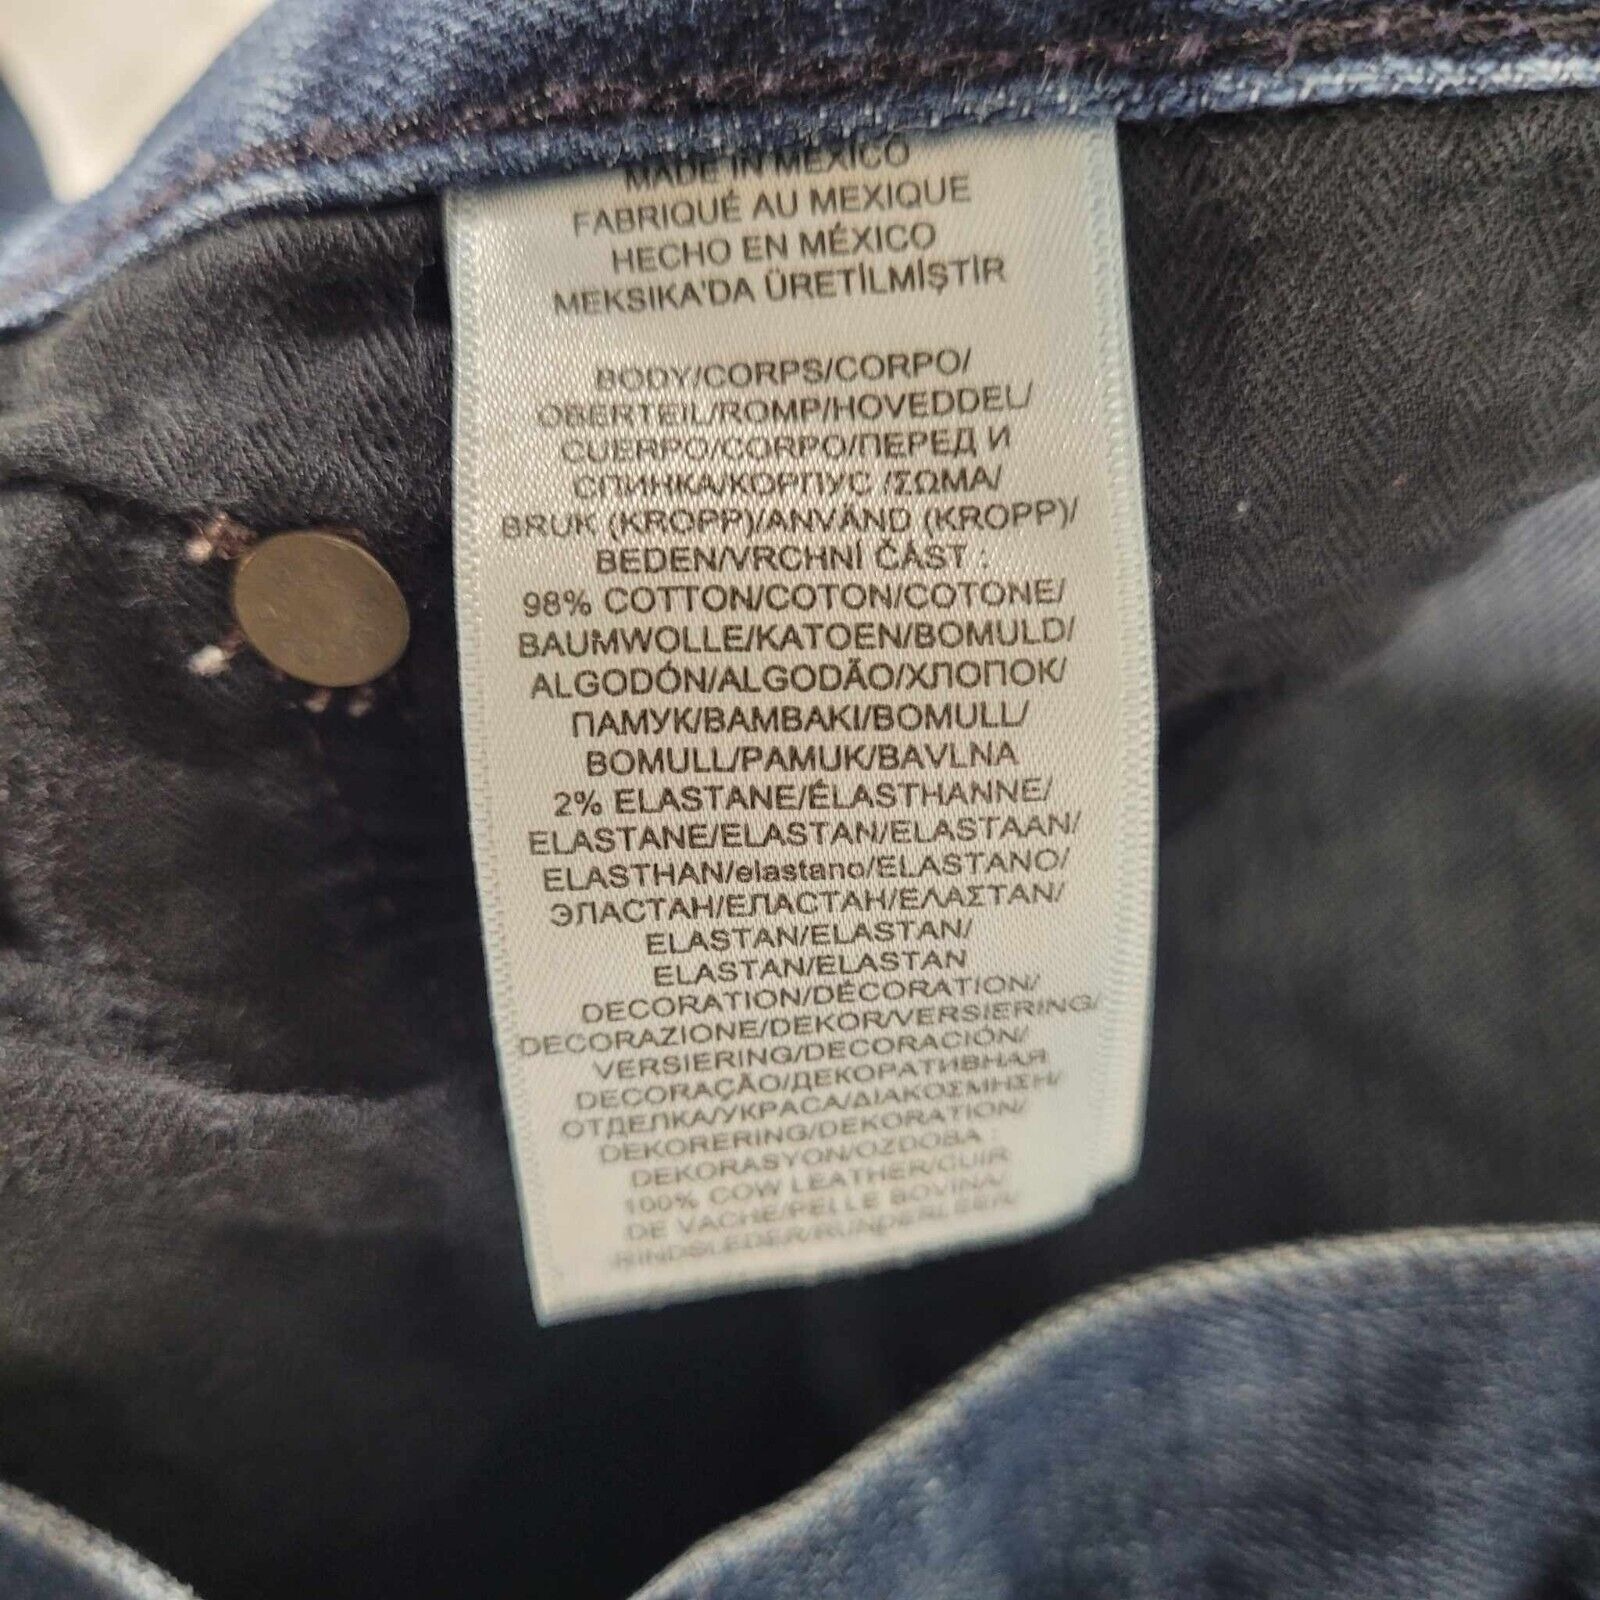 MADE IN MEXICO
FABRIQUÉ AU MEXIQUE
HECHO EN MÉXICO
MEKSIKA'DA ÜRETİLMİŞTİR
BODY/CORPS/CORPO/
OBERTEIL/ROMP/HOVEDDEL/
CUERPO/CORPO/ПЕРЕД И
СПИНКА/КОРПУС /ΣΩΜΑ/
BRUK (KROPP)/ANVÄND (KROPP)/
BEDEN/VRCHNÍ ČÁST :
98% COTTON/COTON/COTONE/
BAUMWOLLE/KATOEN/BOMULD/
ALGODÓN/ALGODÃO/ХЛОПОК/
ПАМУК/BAMBAKI/BOMULL/
BOMULL/PAMUK/BAVLNA
2% ELASTANE/ÉLASTHANNE/
ELASTANE/ELASTAN/ELASTAAN/
ELASTHAN/elastano/ELASTANO/
ЭЛАСТАН/ЕЛАСТАН/ΕΛΑΣΤΑΝ/
ELASTAN/ELASTAN/
ELASTAN/ELASTAN
DECORATION/DÉCORATION/
DECORAZIONE/DEKOR/VERSIERING/
VERSIERING/DECORACIÓN/
DECORAÇÃO/ДЕКОРАТИВНАЯ
ОТДЕЛКА/УКРАСА/ΔΙΑΚΟΣΜΗΣΗ/
DEKORERING/DEKORATION/
DEKORASYON/OZDOBA :
100% COW LEATHER/CUIR
DE VACHE/PELLE BOVINA/
RINDSLEDER/RUNDERLEER/